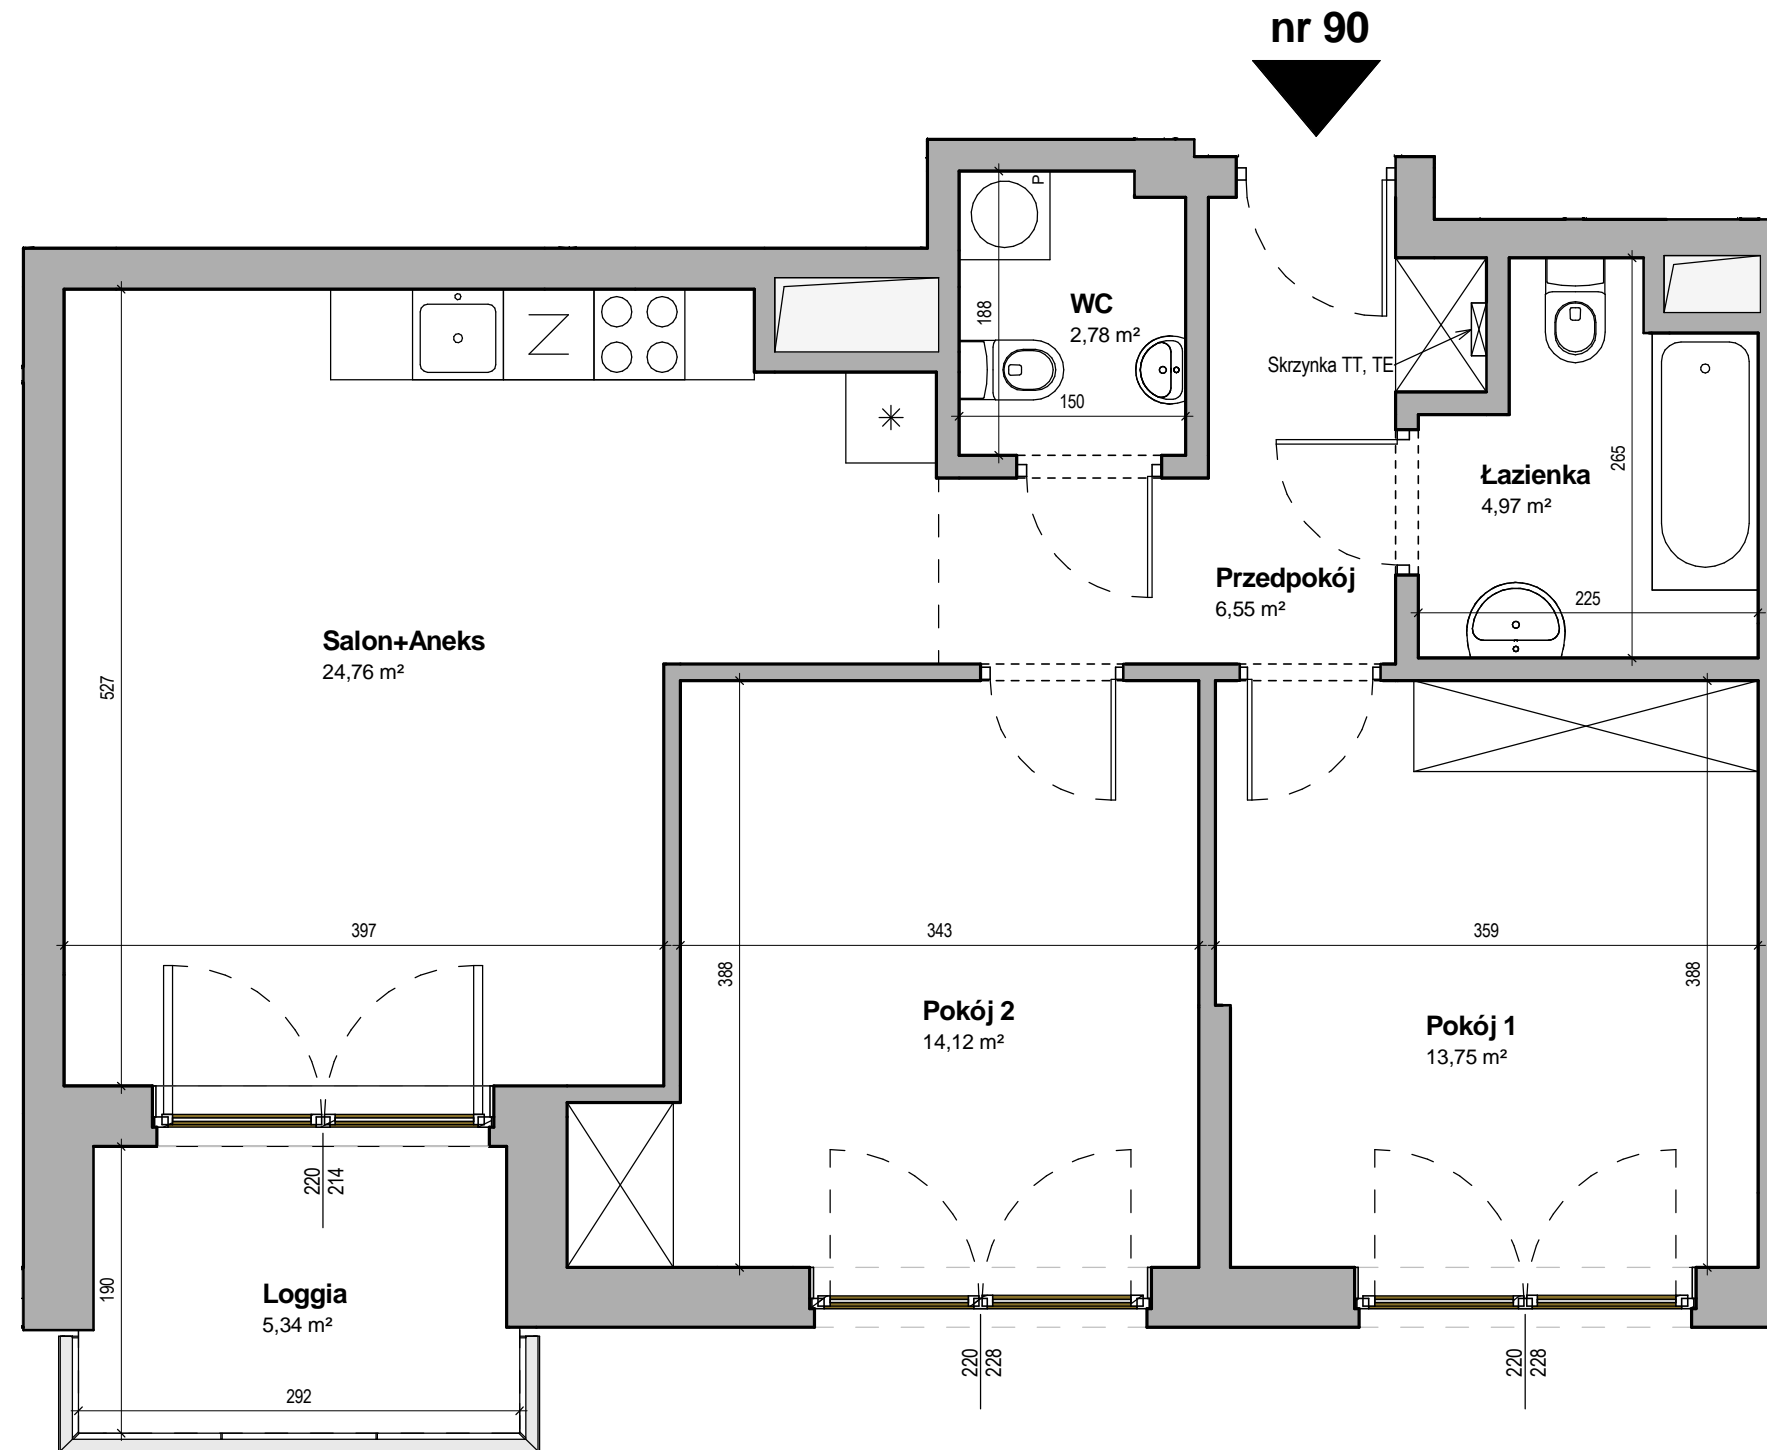 nr 90
P
WC
2,78 m²
188
150
Skrzynka TT, TE
Łazienka
4,97 m²
265
225
Przedpokój
6,55 m²
Salon+Aneks
24,76 m²
527
397
343
359
388
388
Pokój 2
14,12 m²
Pokój 1
13,75 m²
220
214
190
Loggia
5,34 m²
292
220
228
220
228